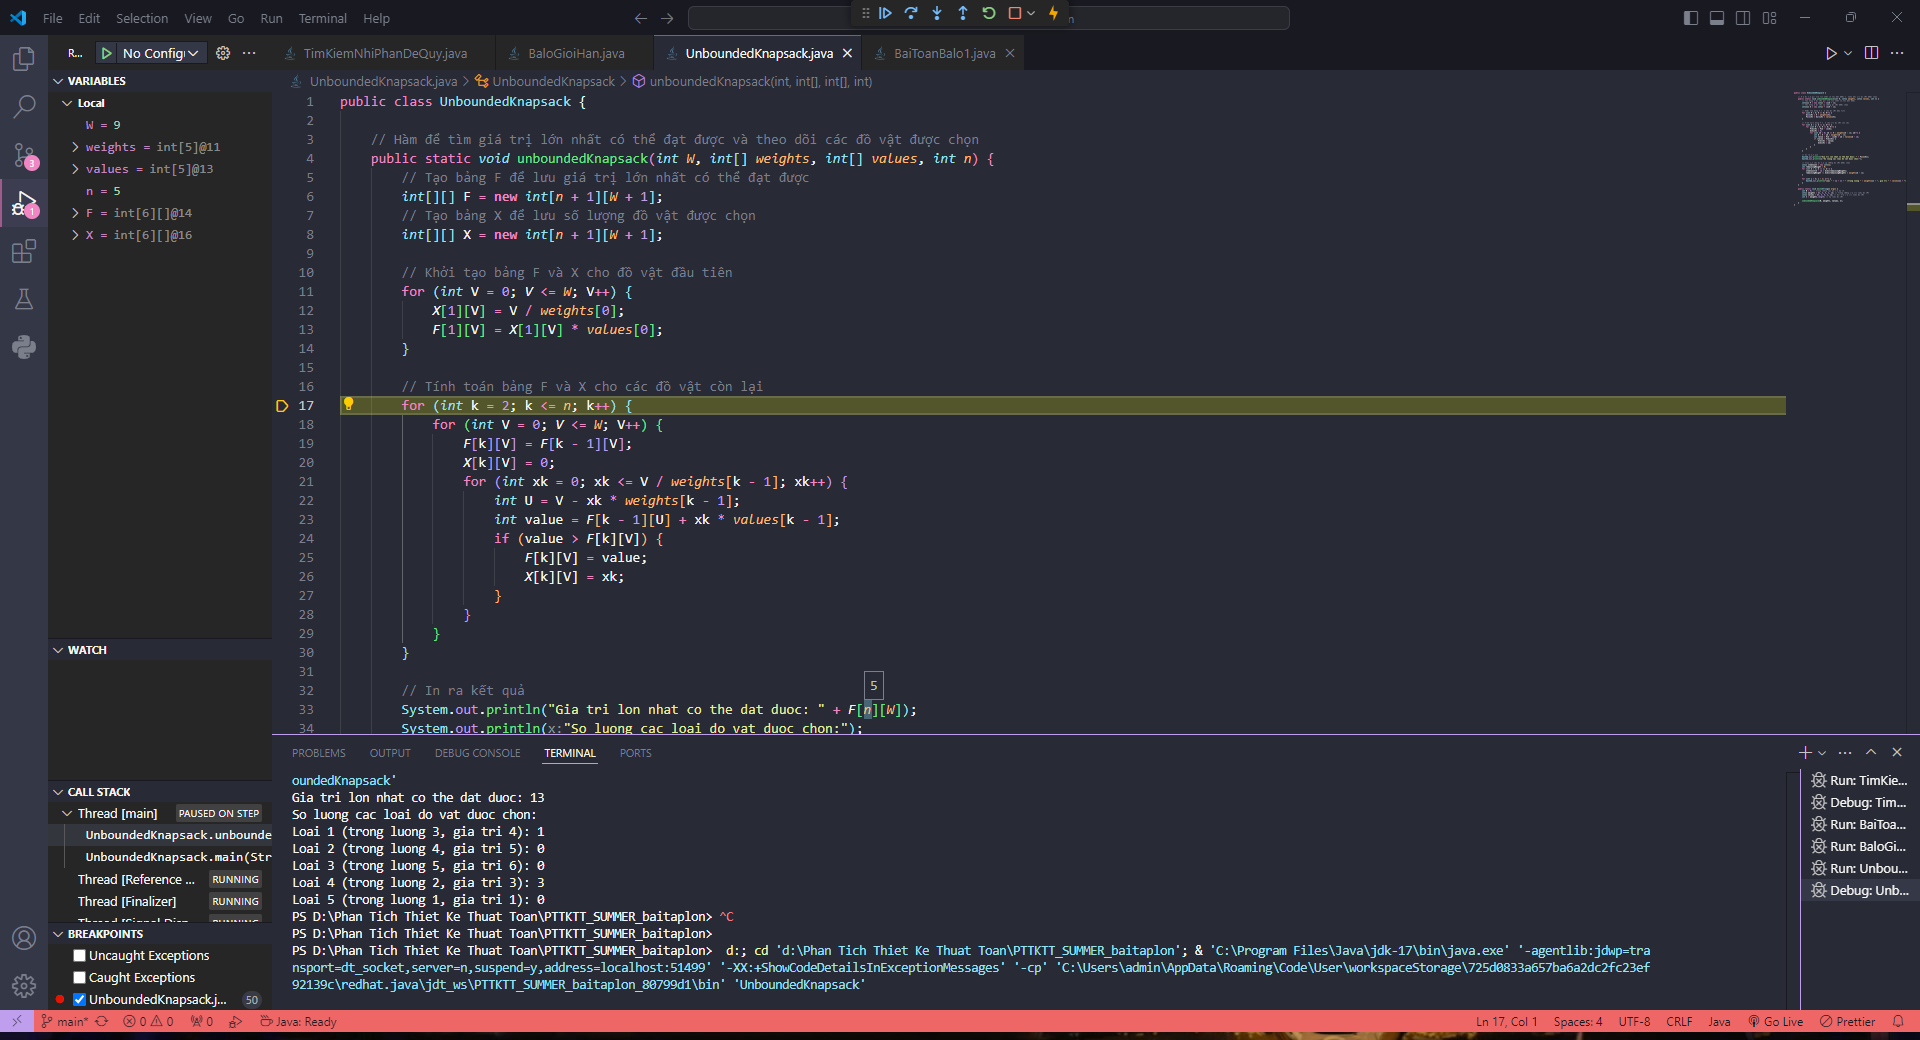 File Edit Selection View Go Run Terminal Help
R... No Config
TimKiemNhiPhanDeQuy.java BaloGioiHan.java UnboundedKnapsack.java BaiToanBalo1.java
UnboundedKnapsack.java > UnboundedKnapsack > unboundedKnapsack(int, int[], int[], int)
VARIABLES
Local
W = 9
weights = int[5]@11
values = int[5]@13
n = 5
F = int[6][]@14
X = int[6][]@16
3
1
WATCH
CALL STACK
Thread [main] PAUSED ON STEP
UnboundedKnapsack.unbounde
UnboundedKnapsack.main(Str
Thread [Reference ... RUNNING
Thread [Finalizer] RUNNING
BREAKPOINTS
Uncaught Exceptions
Caught Exceptions
UnboundedKnapsack.j... 50
1 public class UnboundedKnapsack {
2
3 // Hàm để tìm giá trị lớn nhất có thể đạt được và theo dõi các đồ vật được chọn
4 public static void unboundedKnapsack(int W, int[] weights, int[] values, int n) {
5 // Tạo bảng F để lưu giá trị lớn nhất có thể đạt được
6 int[][] F = new int[n + 1][W + 1];
7 // Tạo bảng X để lưu số lượng đồ vật được chọn
8 int[][] X = new int[n + 1][W + 1];
9
10 // Khởi tạo bảng F và X cho đồ vật đầu tiên
11 for (int V = 0; V <= W; V++) {
12 X[1][V] = V / weights[0];
13 F[1][V] = X[1][V] * values[0];
14 }
15
16 // Tính toán bảng F và X cho các đồ vật còn lại
17 for (int k = 2; k <= n; k++) {
18 for (int V = 0; V <= W; V++) {
19 F[k][V] = F[k - 1][V];
20 X[k][V] = 0;
21 for (int xk = 0; xk <= V / weights[k - 1]; xk++) {
22 int U = V - xk * weights[k - 1];
23 int value = F[k - 1][U] + xk * values[k - 1];
24 if (value > F[k][V]) {
25 F[k][V] = value;
26 X[k][V] = xk;
27 }
28 }
29 }
30 }
31
32 // In ra kết quả
5
33 System.out.println("Gia tri lon nhat co the dat duoc: " + F[n][W]);
34 System.out.println(x:"So luong cac loai do vat duoc chon:");
PROBLEMS OUTPUT DEBUG CONSOLE TERMINAL PORTS
oundedKnapsack'
Gia tri lon nhat co the dat duoc: 13
So luong cac loai do vat duoc chon:
Loai 1 (trong luong 3, gia tri 4): 1
Loai 2 (trong luong 4, gia tri 5): 0
Loai 3 (trong luong 5, gia tri 6): 0
Loai 4 (trong luong 2, gia tri 3): 3
Loai 5 (trong luong 1, gia tri 1): 0
PS D:\Phan Tich Thiet Ke Thuat Toan\PTTKTT_SUMMER_baitaplon> ^C
PS D:\Phan Tich Thiet Ke Thuat Toan\PTTKTT_SUMMER_baitaplon>
PS D:\Phan Tich Thiet Ke Thuat Toan\PTTKTT_SUMMER_baitaplon> d:; cd 'd:\Phan Tich Thiet Ke Thuat Toan\PTTKTT_SUMMER_baitaplon'; & 'C:\Program Files\Java\jdk-17\bin\java.exe' '-agentlib:jdwp=tra
nsport=dt_socket,server=n,suspend=y,address=localhost:51499' '-XX:+ShowCodeDetailsInExceptionMessages' '-cp' 'C:\Users\admin\AppData\Roaming\Code\User\workspaceStorage\725d0833a657ba6a2dc2fc23ef
92139c\redhat.java\jdt_ws\PTTKTT_SUMMER_baitaplon_80799d1\bin' 'UnboundedKnapsack'
Run: TimKie...
Debug: Tim...
Run: BaiToa...
Run: BaloGi...
Run: Unbou...
Debug: Unb...
main* 0 0 0 Java: Ready
Ln 17, Col 1 Spaces: 4 UTF-8 CRLF Java Go Live Prettier